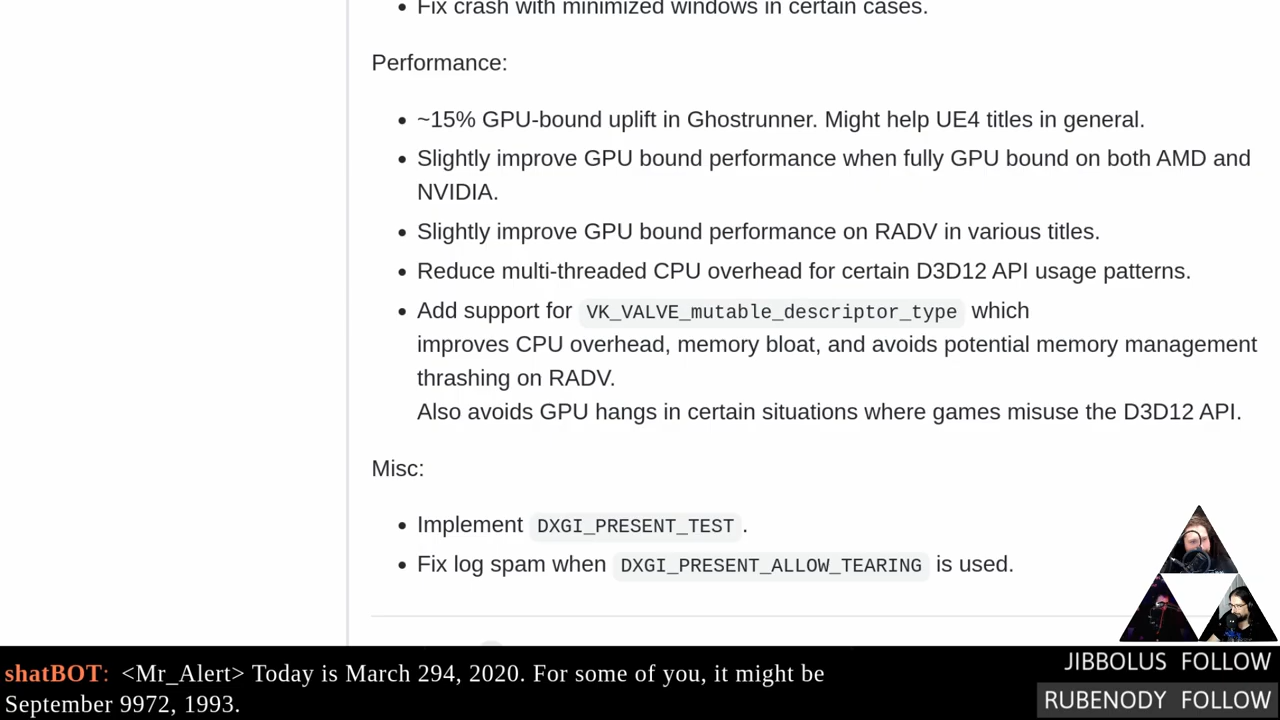 • Fix crash with minimized windows in certain cases.
Performance:
• ~15% GPU-bound uplift in Ghostrunner. Might help UE4 titles in general.
• Slightly improve GPU bound performance when fully GPU bound on both AMD and
NVIDIA.
• Slightly improve GPU bound performance on RADV in various titles.
• Reduce multi-threaded CPU overhead for certain D3D12 API usage patterns.
• Add support for VK_VALVE_mutable_descriptor_type which
improves CPU overhead, memory bloat, and avoids potential memory management
thrashing on RADV.
Also avoids GPU hangs in certain situations where games misuse the D3D12 API.
Misc:
• Implement DXGI_PRESENT_TEST.
• Fix log spam when DXGI_PRESENT_ALLOW_TEARING is used.
shatBOT: <Mr_Alert> Today is March 294, 2020. For some of you, it might be
September 9972, 1993.
JIBBOLUS FOLLOW
RUBENODY FOLLOW